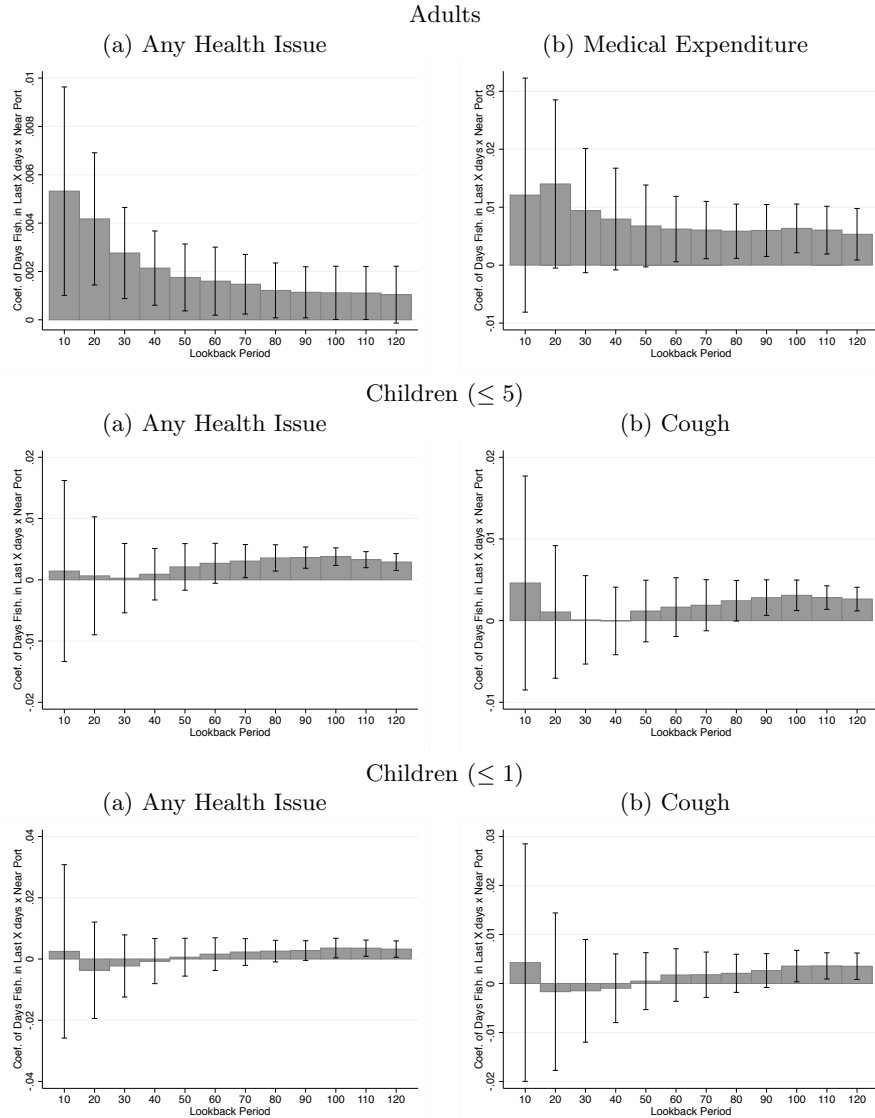 Adults
(a) Any Health Issue
Coef. of Days Fish. in Last X days x Near Port
0 .002 .004 .006 .008 .01
10 20 30 40 50 60 70 80 90 100 110 120
Lookback Period
(b) Medical Expenditure
Coef. of Days Fish. in Last X days x Near Port
-.01 0 .01 .02 .03
10 20 30 40 50 60 70 80 90 100 110 120
Lookback Period
Children (≤ 5)
(a) Any Health Issue
Coef. of Days Fish. in Last X days x Near Port
-.02 -.01 0 .01 .02
10 20 30 40 50 60 70 80 90 100 110 120
Lookback Period
(b) Cough
Coef. of Days Fish. in Last X days x Near Port
-.01 0 .01 .02
10 20 30 40 50 60 70 80 90 100 110 120
Lookback Period
Children (≤ 1)
(a) Any Health Issue
Coef. of Days Fish. in Last X days x Near Port
-.04 -.02 0 .02 .04
10 20 30 40 50 60 70 80 90 100 110 120
Lookback Period
(b) Cough
Coef. of Days Fish. in Last X days x Near Port
-.02 -.01 0 .01 .02 .03
10 20 30 40 50 60 70 80 90 100 110 120
Lookback Period